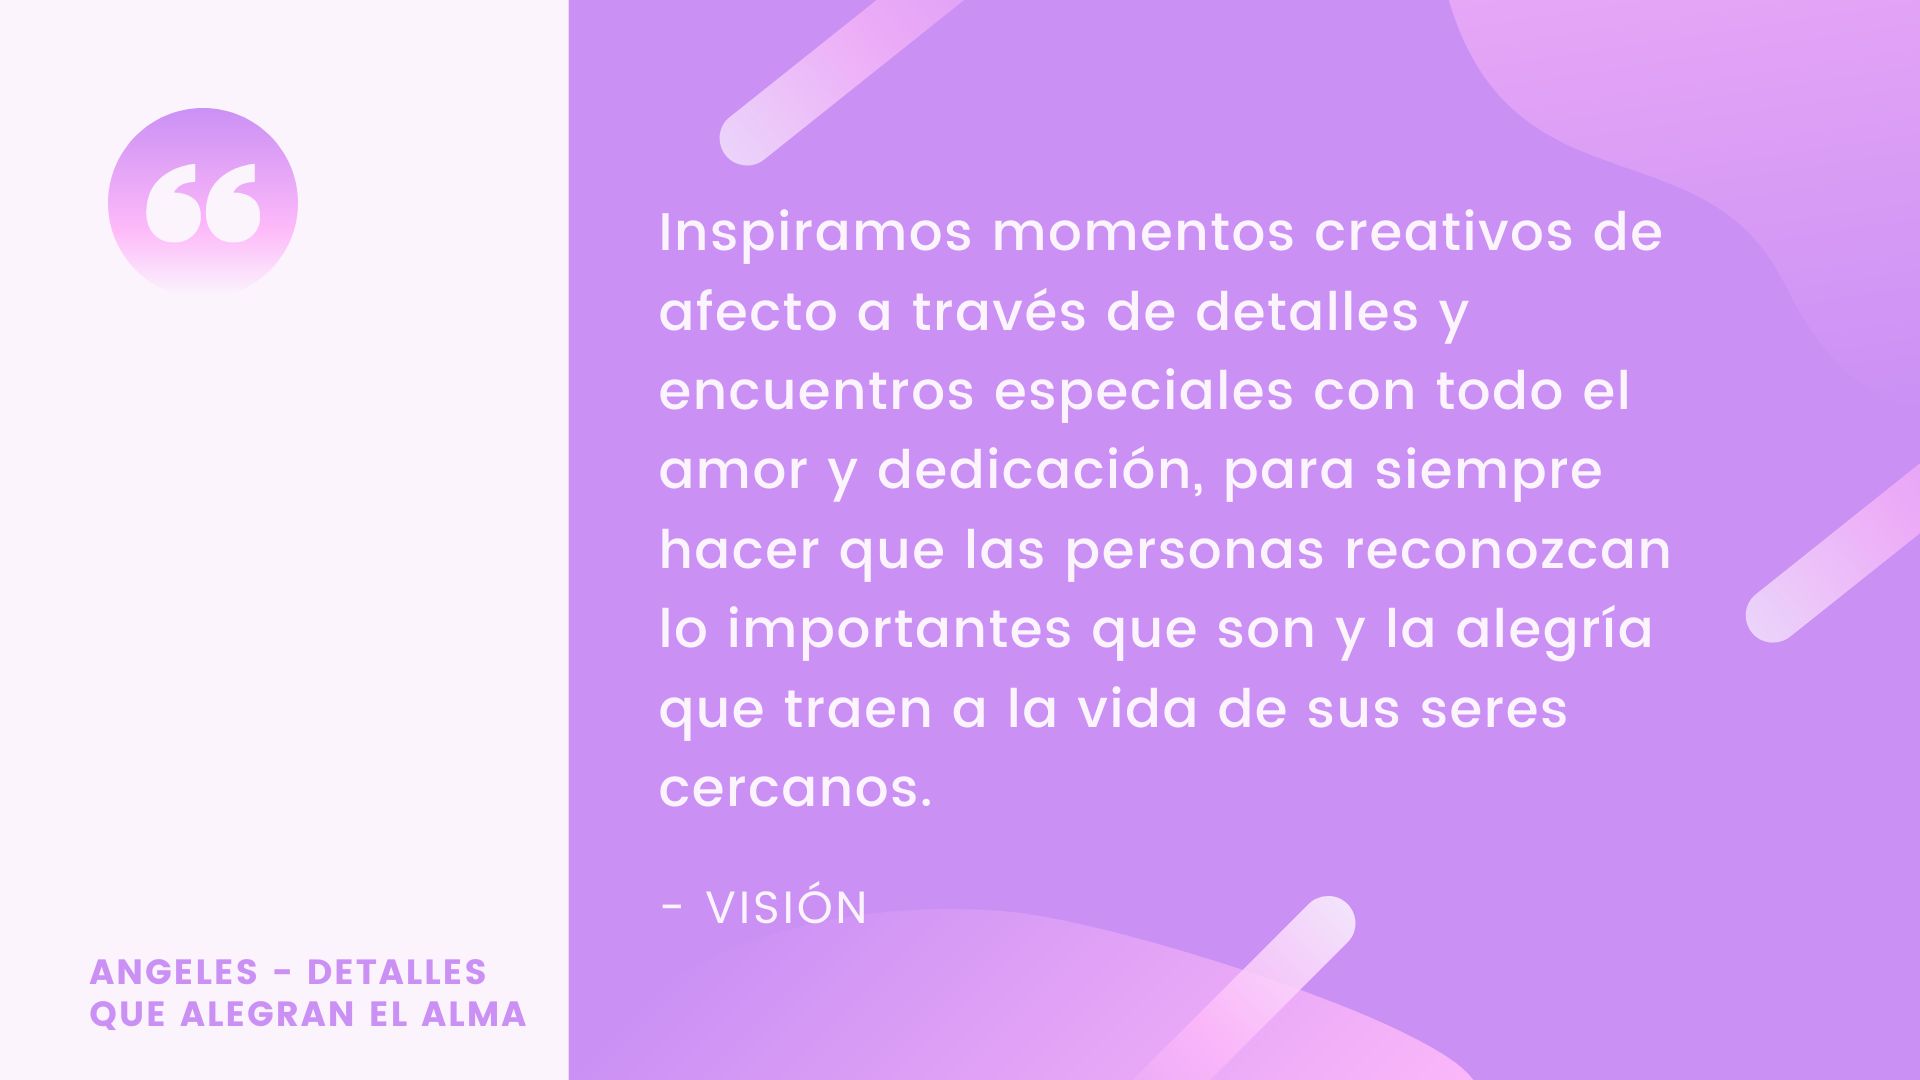 Inspiramos momentos creativos de
afecto a través de detalles y
encuentros especiales con todo el
amor y dedicación, para siempre
hacer que las personas reconozcan
lo importantes que son y la alegría
que traen a la vida de sus seres
cercanos.
- VISIÓN
ANGELES - DETALLES
QUE ALEGRAN EL ALMA